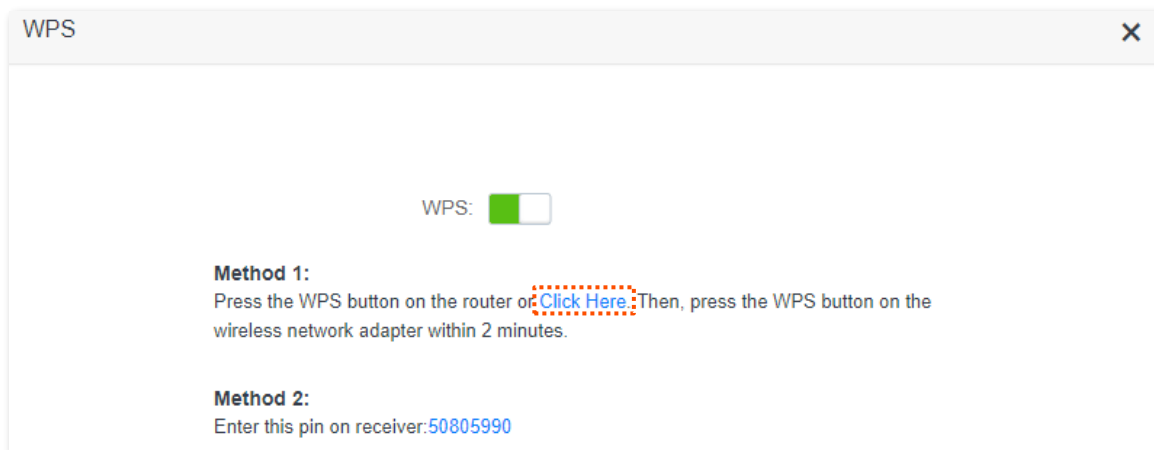 WPS
WPS:
Method 1:
Press the WPS button on the router or Click Here. Then, press the WPS button on the
wireless network adapter within 2 minutes.
Method 2:
Enter this pin on receiver:50805990